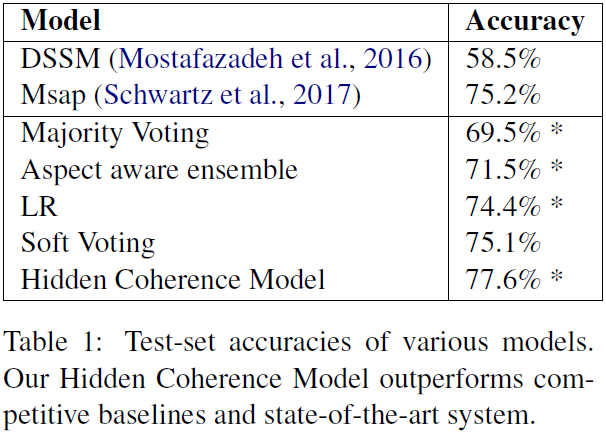 Model Accuracy
DSSM (Mostafazadeh et al., 2016) 58.5%
Msap (Schwartz et al., 2017) 75.2%
Majority Voting 69.5% *
Aspect aware ensemble 71.5% *
LR 74.4% *
Soft Voting 75.1%
Hidden Coherence Model 77.6% *
Table 1: Test-set accuracies of various models.
Our Hidden Coherence Model outperforms com-
petitive baselines and state-of-the-art system.